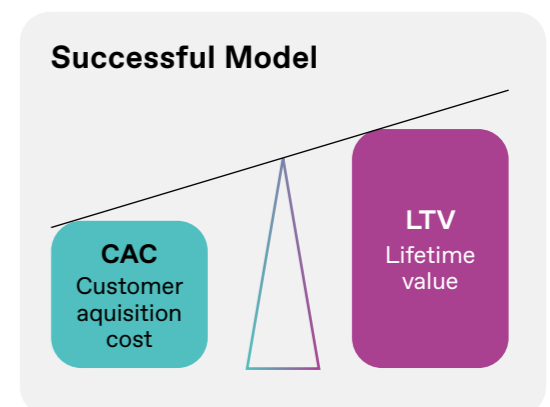 Successful Model
CAC
Customer
aquisition
cost
LTV
Lifetime
value